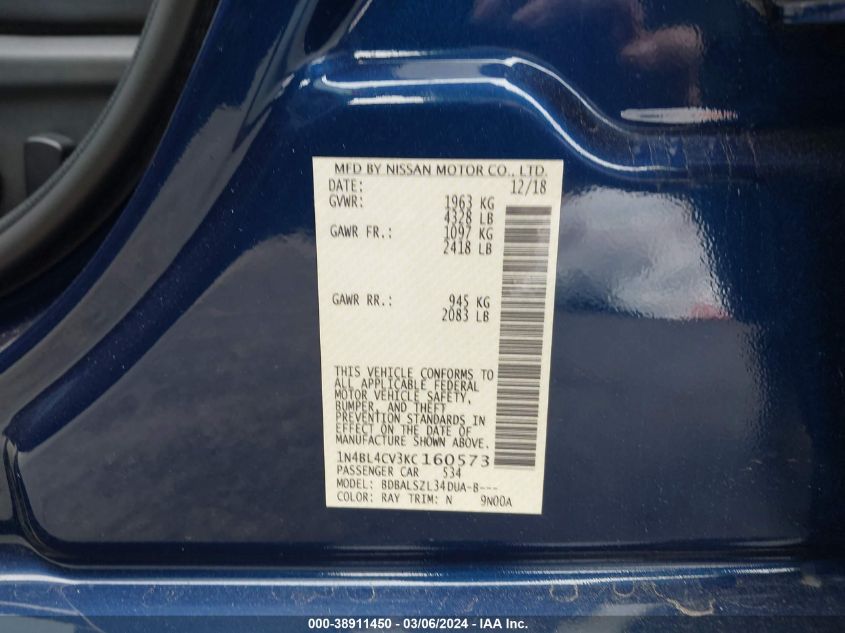 MFD BY NISSAN MOTOR CO., LTD.
DATE: 12/18
GVWR: 1963 KG
4328 LB
GAWR FR.: 1097 KG
2418 LB
GAWR RR.: 945 KG
2083 LB
THIS VEHICLE CONFORMS TO
ALL APPLICABLE FEDERAL
MOTOR VEHICLE SAFETY,
BUMPER, AND THEFT
PREVENTION STANDARDS IN
EFFECT ON THE DATE OF
MANUFACTURE SHOWN ABOVE.
1N4BL4CV3KC160573
PASSENGER CAR 534
MODEL: BDBALSZL34DUA-B---
COLOR: RAY TRIM: N 9N00A
000-38911450 - 03/06/2024 - IAA Inc.